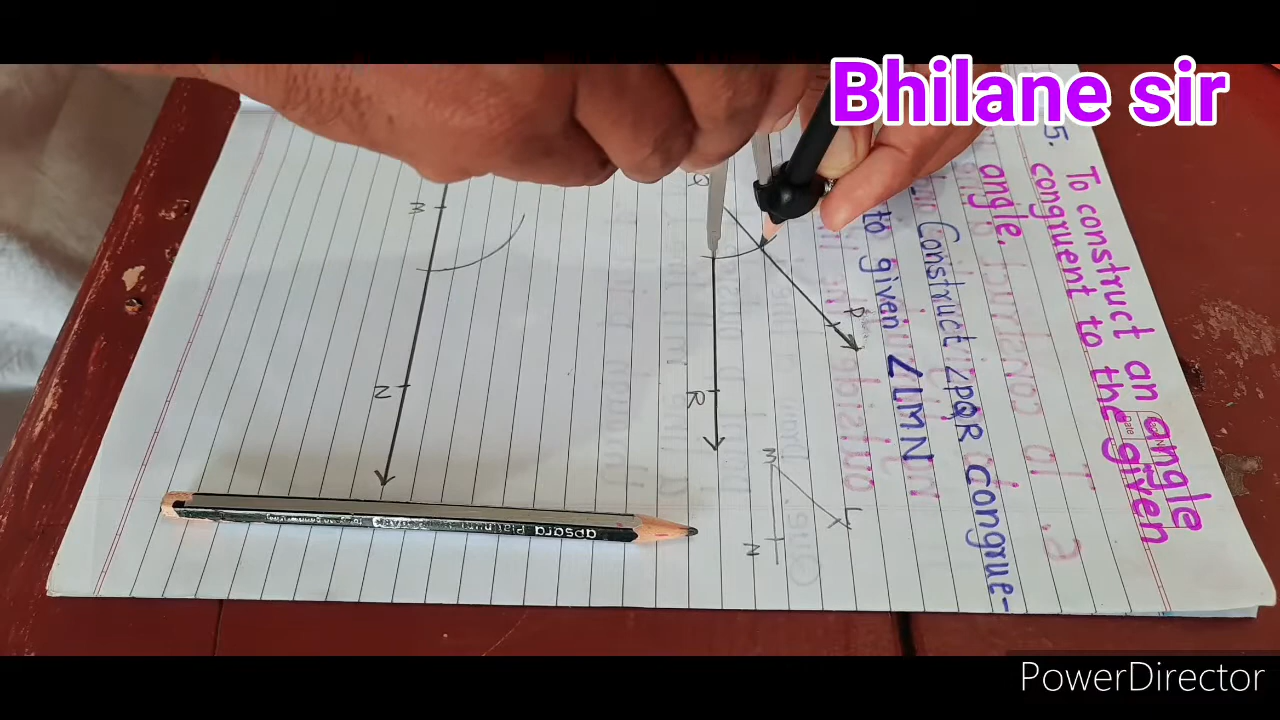 Bhilane sir
5. To construct an angle
congruent to the given
angle.
Construct ∠PQR congrue-
to given ∠LMN
L
M
N
P
Q
R
M
N
apsara Platinum
PowerDirector